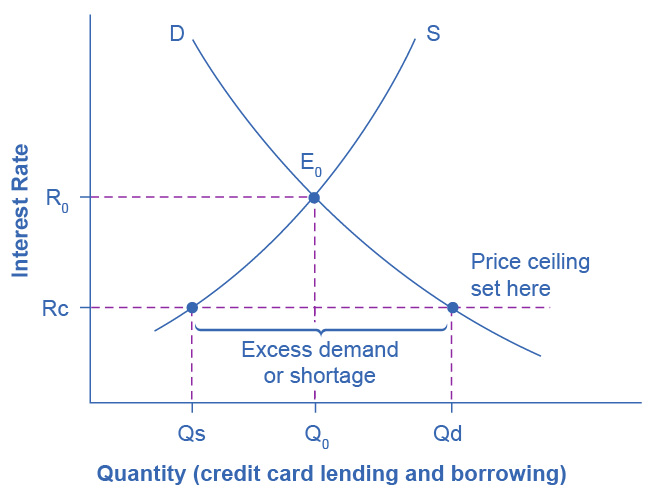 D
S
E0
Interest Rate
R0
Price ceiling
set here
Rc
Excess demand
or shortage
Qs
Q0
Qd
Quantity (credit card lending and borrowing)